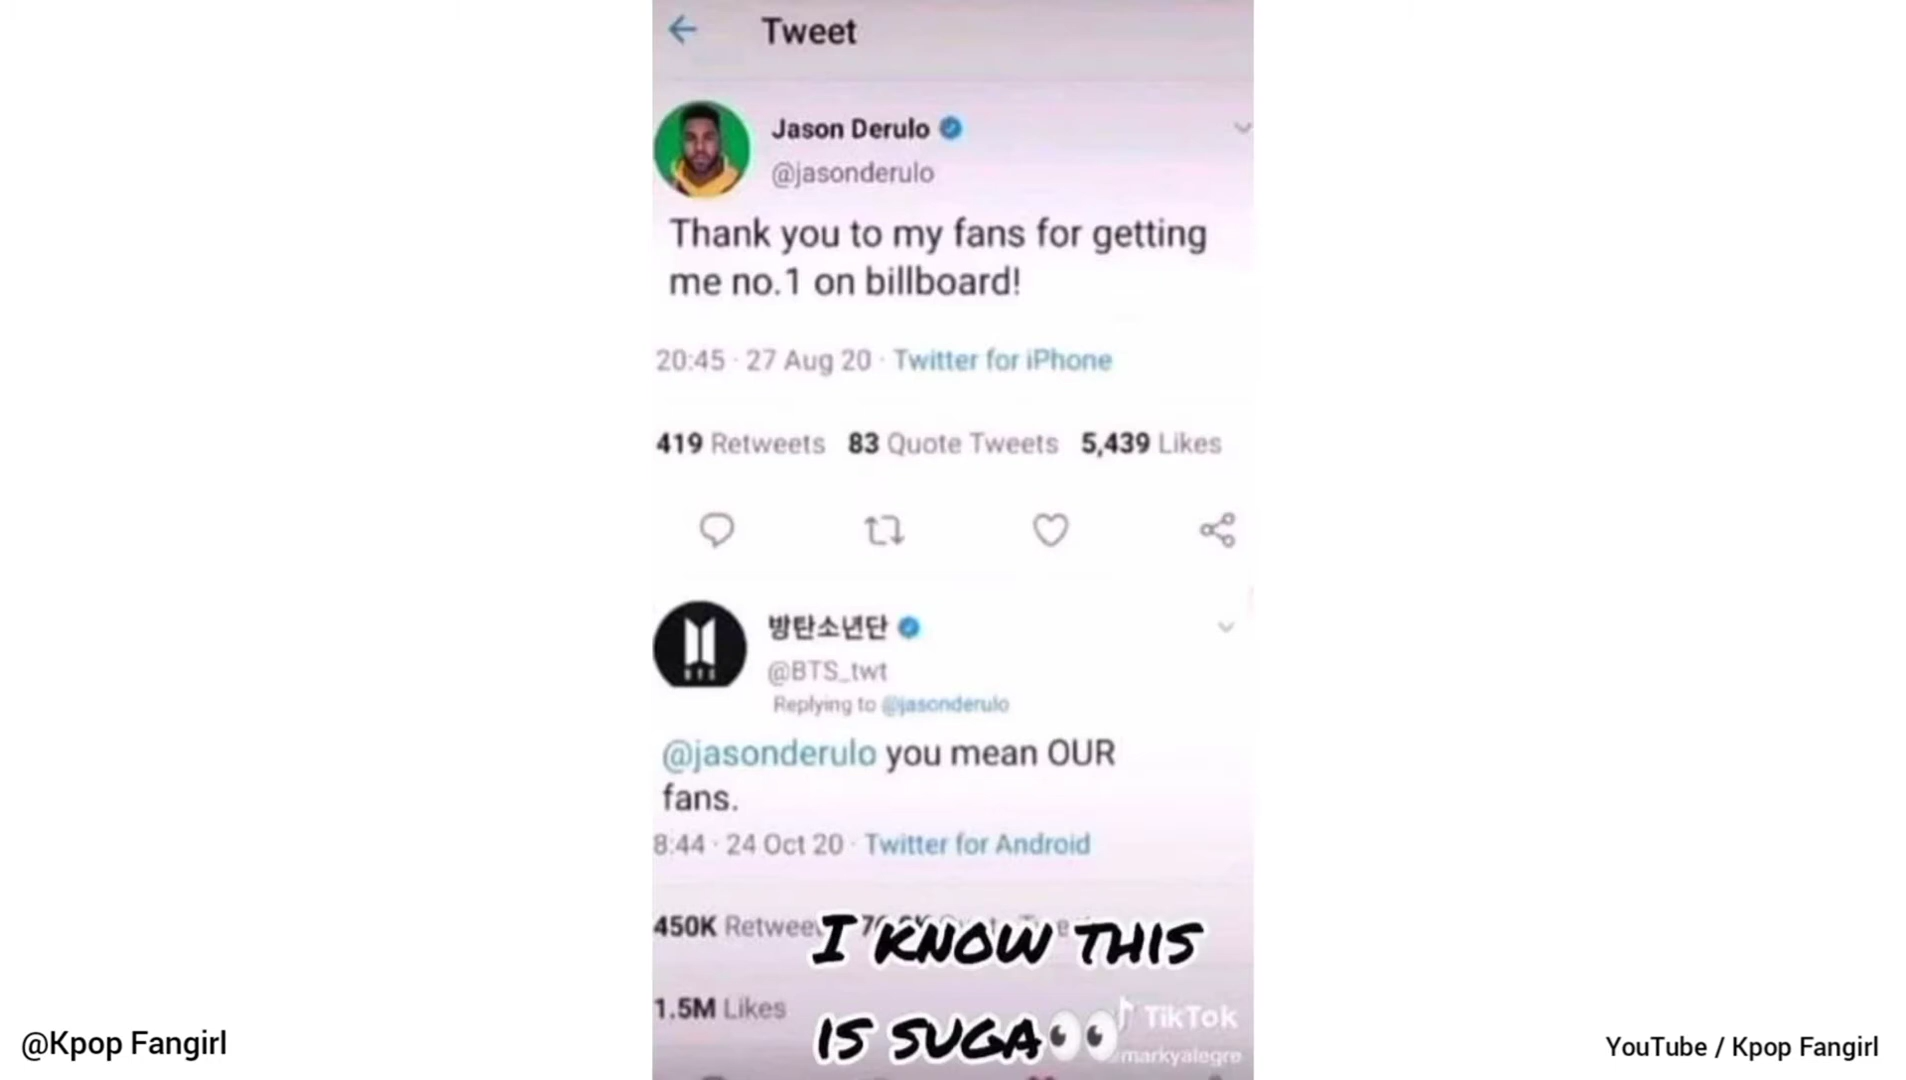 Tweet
Jason Derulo
@jasonderulo
Thank you to my fans for getting
me no.1 on billboard!
20:45 · 27 Aug 20 · Twitter for iPhone
419 Retweets 83 Quote Tweets 5,439 Likes
방탄소년단
@BTS_twt
Replying to @jasonderulo
@jasonderulo you mean OUR
fans.
8:44 · 24 Oct 20 · Twitter for Android
450K
I KNOW THIS
1.5M Likes
IS SUGA👀
TikTok
markyalegre
BTS
@Kpop Fangirl
YouTube / Kpop Fangirl